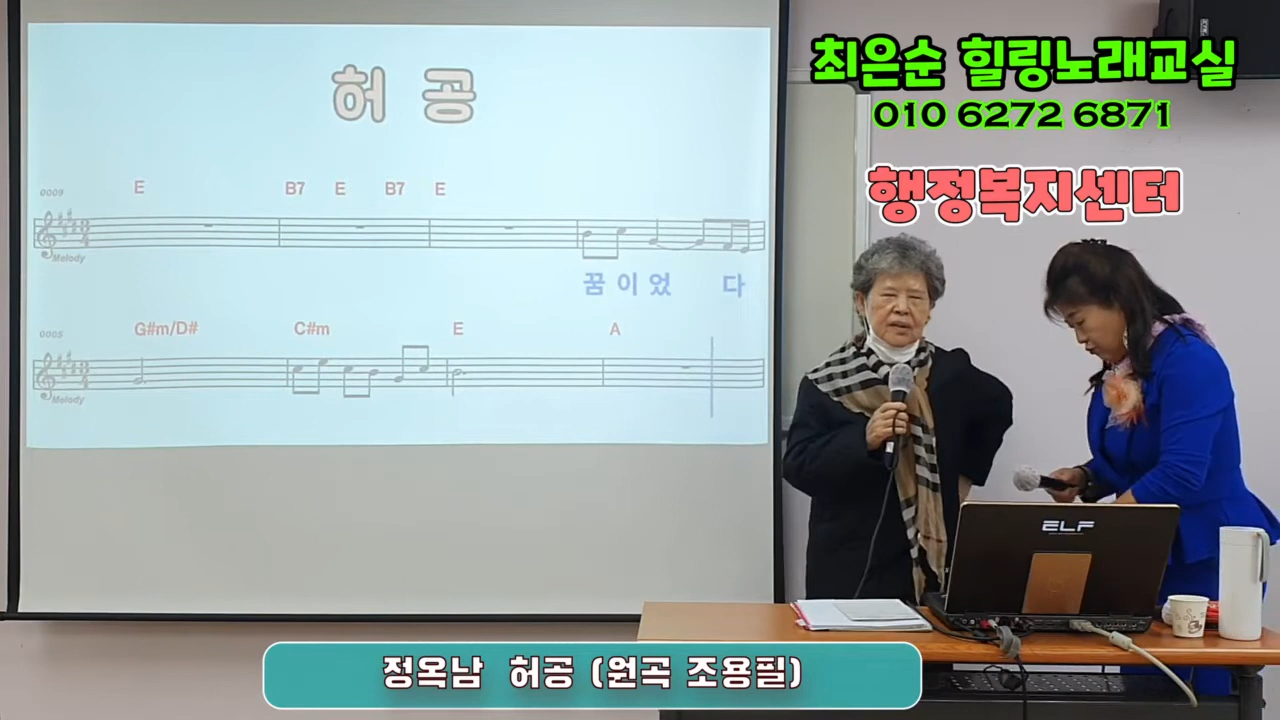 허 공
0009 E B7 E B7 E
Melody
꿈 이 었 다
0005 G#m/D# C#m E A
Melody
최은순 힐링노래교실
010 6272 6871
행정복지센터
ELF
정옥남 허공 (원곡 조용필)